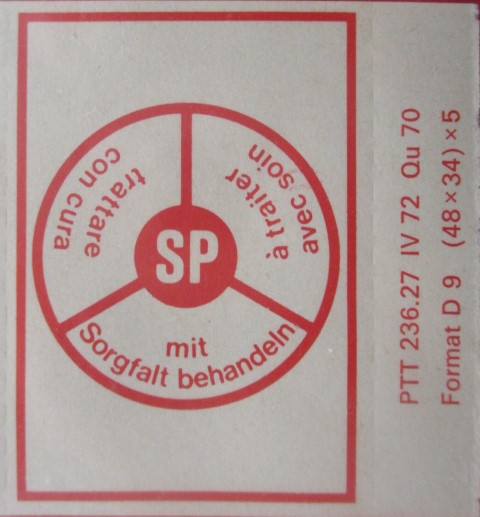 trattare
con cura
à traiter
avec soin
SP
mit
Sorgfalt behandeln
PTT 236.27 IV 72 Qu 70
Format D 9 (48×34)×5